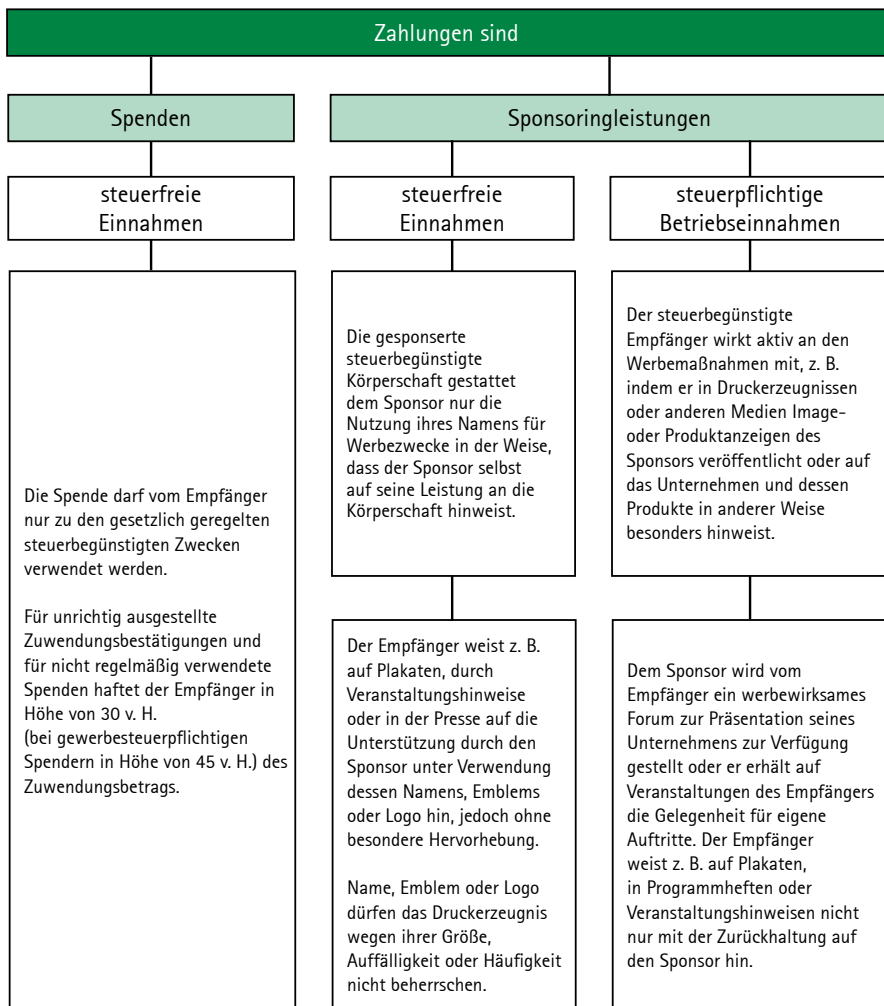 Zahlungen sind
Spenden
Sponsoringleistungen
steuerfreie
Einnahmen
steuerfreie
Einnahmen
steuerpflichtige
Betriebseinnahmen
Die Spende darf vom Empfänger
nur zu den gesetzlich geregelten
steuerbegünstigten Zwecken
verwendet werden.
Für unrichtig ausgestellte
Zuwendungsbestätigungen und
für nicht regelmäßig verwendete
Spenden haftet der Empfänger in
Höhe von 30 v. H.
(bei gewerbesteuerpflichtigen
Spendern in Höhe von 45 v. H.) des
Zuwendungsbetrags.
Die gesponserte
steuerbegünstigte
Körperschaft gestattet
dem Sponsor nur die
Nutzung ihres Namens für
Werbezwecke in der Weise,
dass der Sponsor selbst
auf seine Leistung an die
Körperschaft hinweist.
Der Empfänger weist z. B.
auf Plakaten, durch
Veranstaltungshinweise
oder in der Presse auf die
Unterstützung durch den
Sponsor unter Verwendung
dessen Namens, Emblems
oder Logo hin, jedoch ohne
besondere Hervorhebung.
Name, Emblem oder Logo
dürfen das Druckerzeugnis
wegen ihrer Größe,
Auffälligkeit oder Häufigkeit
nicht beherrschen.
Der steuerbegünstigte
Empfänger wirkt aktiv an den
Werbemaßnahmen mit, z. B.
indem er in Druckerzeugnissen
oder anderen Medien Image-
oder Produktanzeigen des
Sponsors veröffentlicht oder auf
das Unternehmen und dessen
Produkte in anderer Weise
besonders hinweist.
Dem Sponsor wird vom
Empfänger ein werbewirksames
Forum zur Präsentation seines
Unternehmens zur Verfügung
gestellt oder er erhält auf
Veranstaltungen des Empfängers
die Gelegenheit für eigene
Auftritte. Der Empfänger
weist z. B. auf Plakaten,
in Programmheften oder
Veranstaltungshinweisen nicht
nur mit der Zurückhaltung auf
den Sponsor hin.